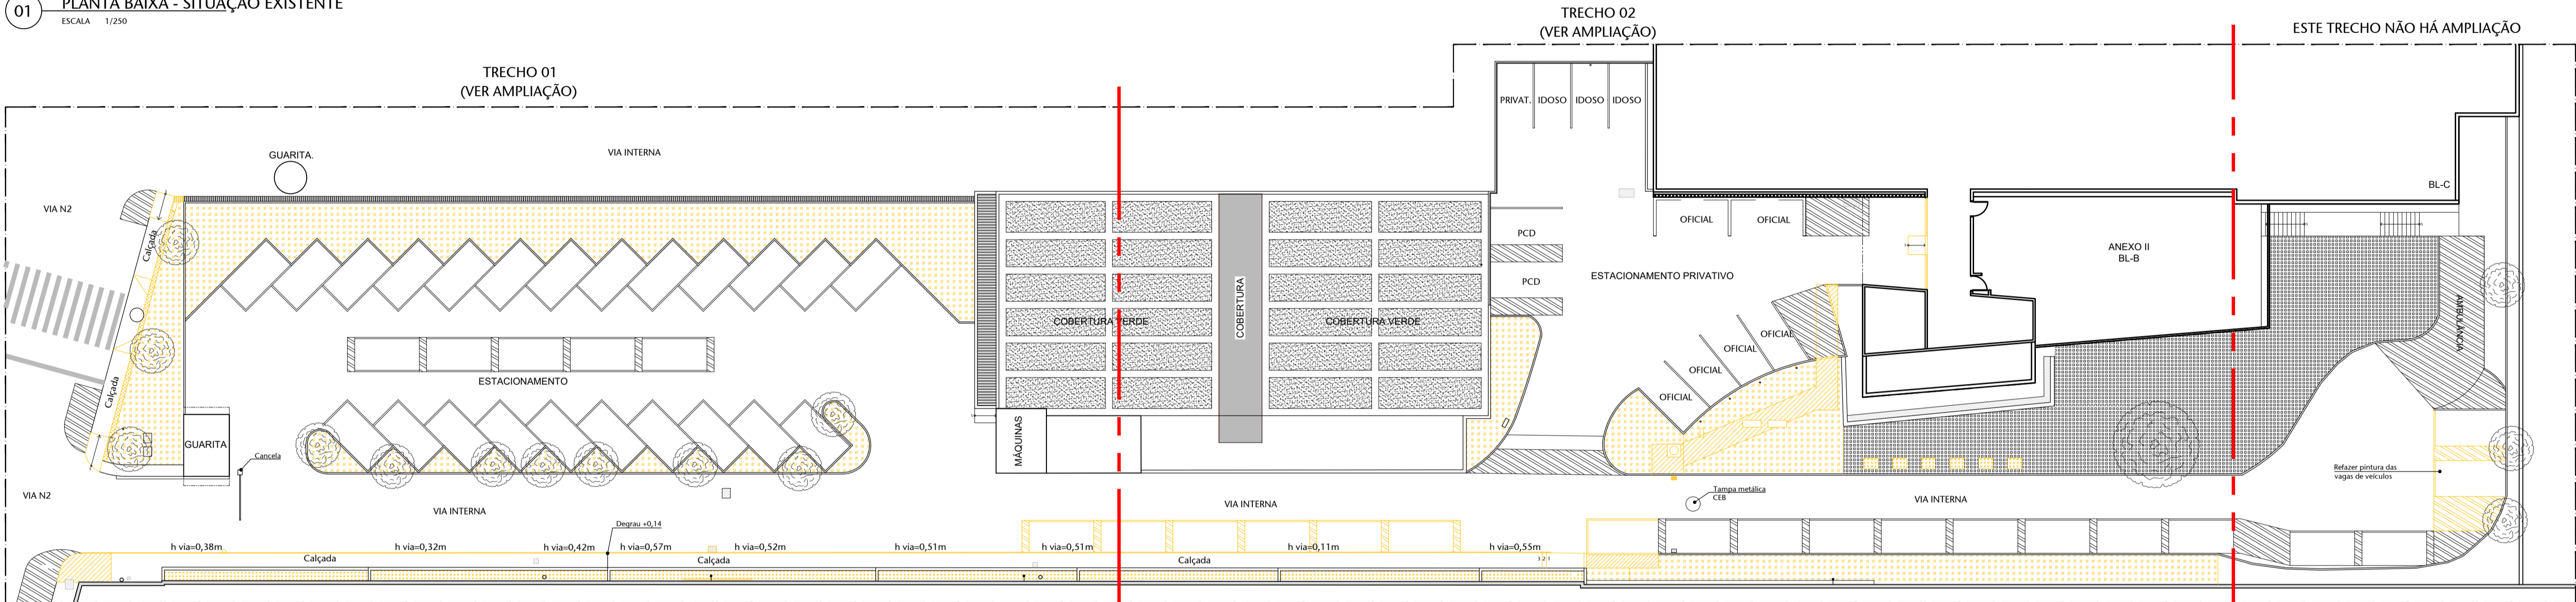 01
PLANTA BAIXA - SITUAÇÃO EXISTENTE
ESCALA 1/250
TRECHO 01
(VER AMPLIAÇÃO)
TRECHO 02
(VER AMPLIAÇÃO)
ESTE TRECHO NÃO HÁ AMPLIAÇÃO
PRIVAT.
IDOSO
IDOSO
IDOSO
GUARITA.
VIA INTERNA
VIA N2
Calçada
BL-C
OFICIAL
OFICIAL
PCD
ANEXO II
BL-B
ESTACIONAMENTO PRIVATIVO
PCD
COBERTURA
COBERTURA VERDE
COBERTURA VERDE
AMBULÂNCIA
OFICIAL
OFICIAL
OFICIAL
OFICIAL
ESTACIONAMENTO
Calçada
GUARITA
MÁQUINAS
Cancela
Refazer pintura das
vagas de veículos
VIA N2
Tampa metálica
CEB
VIA INTERNA
VIA INTERNA
VIA INTERNA
Degrau +0,14
h via=0,38m
h via=0,32m
h via=0,42m
h via=0,57m
h via=0,52m
h via=0,51m
h via=0,51m
h via=0,11m
h via=0,55m
Calçada
Calçada
Calçada
3 2 1